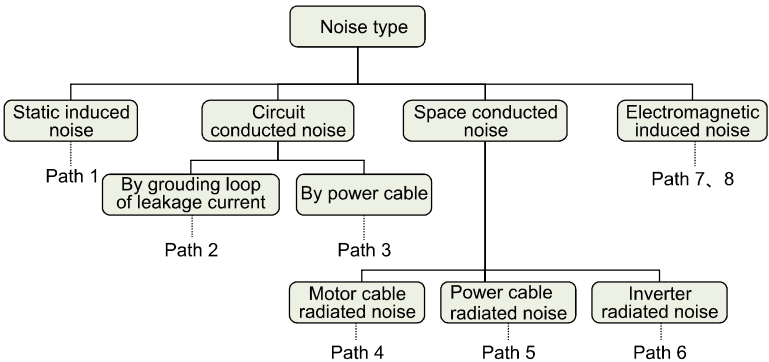 Noise type
Static induced
noise
Circuit
conducted noise
Space conducted
noise
Electromagnetic
induced noise
Path 1
By grouding loop
of leakage current
By power cable
Path 7、8
Path 2
Path 3
Motor cable
radiated noise
Power cable
radiated noise
Inverter
radiated noise
Path 4
Path 5
Path 6